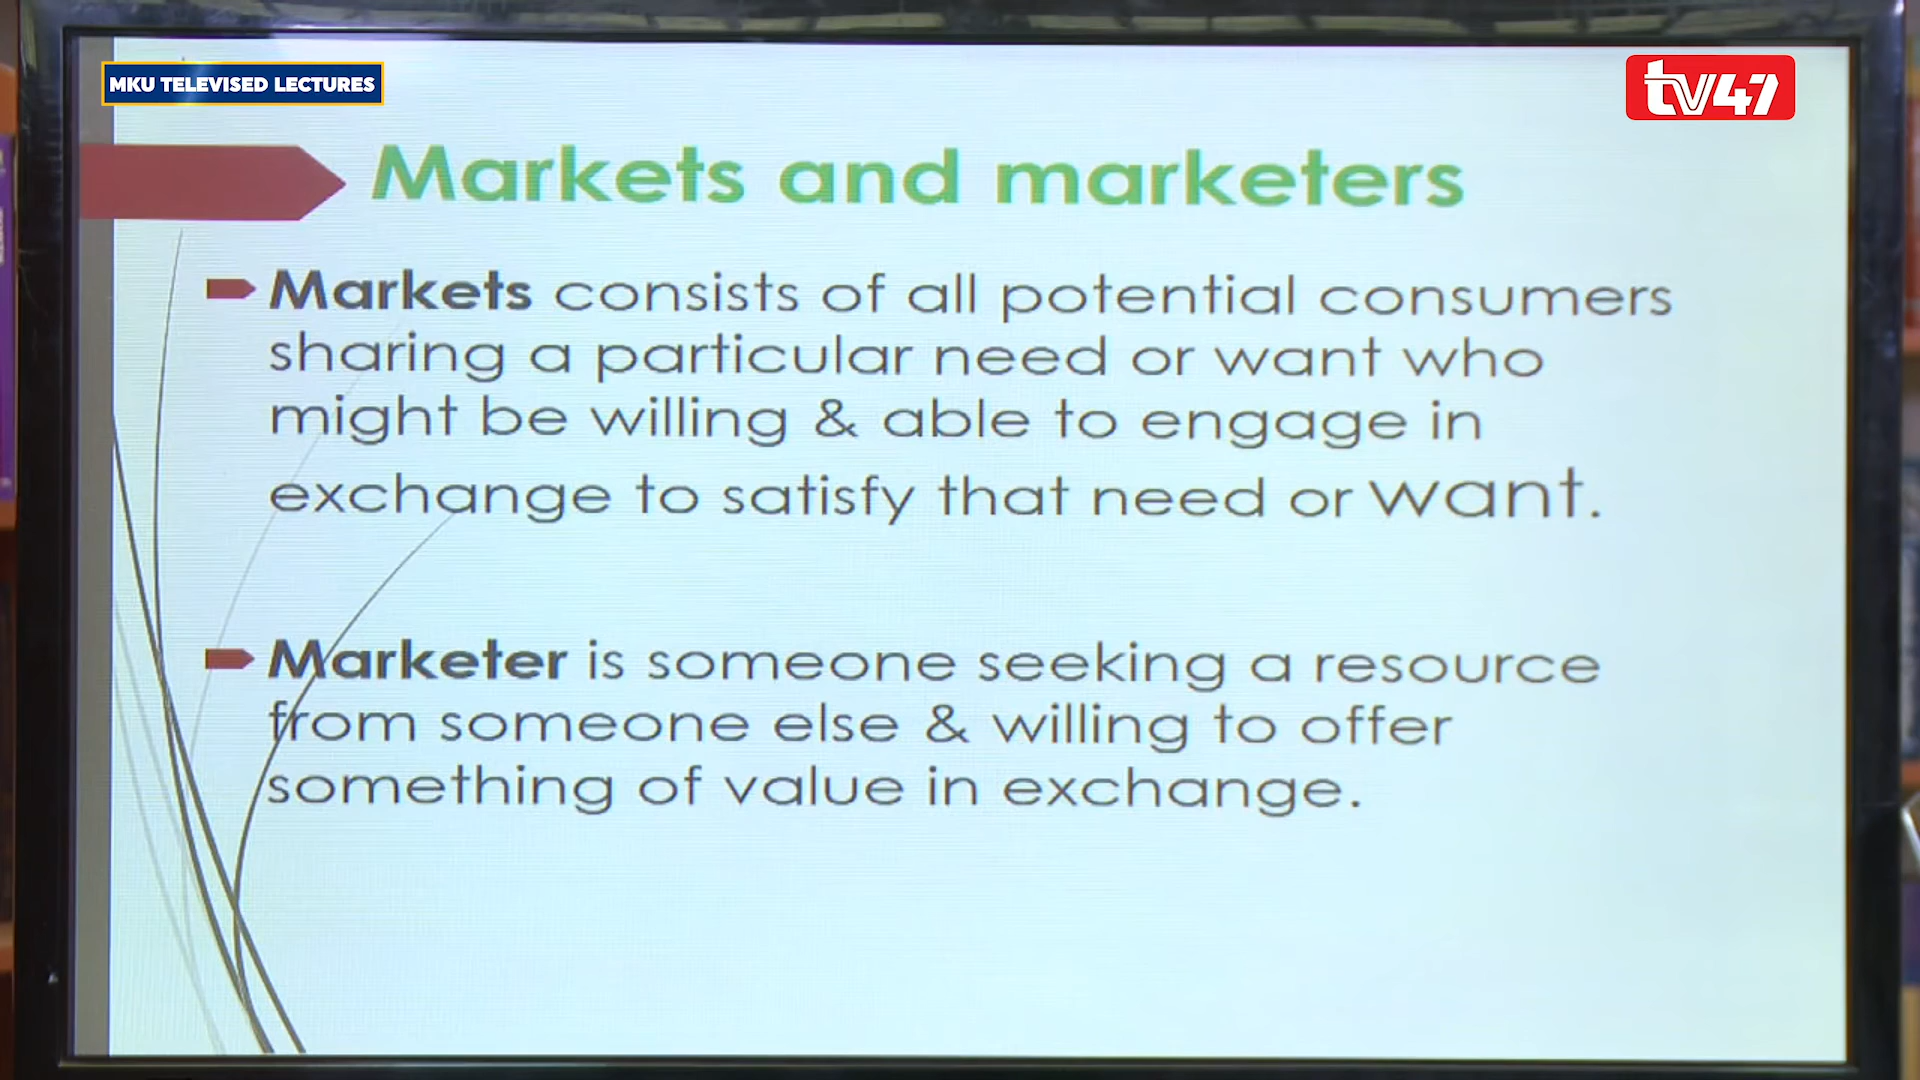 MKU TELEVISED LECTURES
tv47
Markets and marketers
Markets consists of all potential consumers
sharing a particular need or want who
might be willing & able to engage in
exchange to satisfy that need or want.
Marketer is someone seeking a resource
from someone else & willing to offer
something of value in exchange.